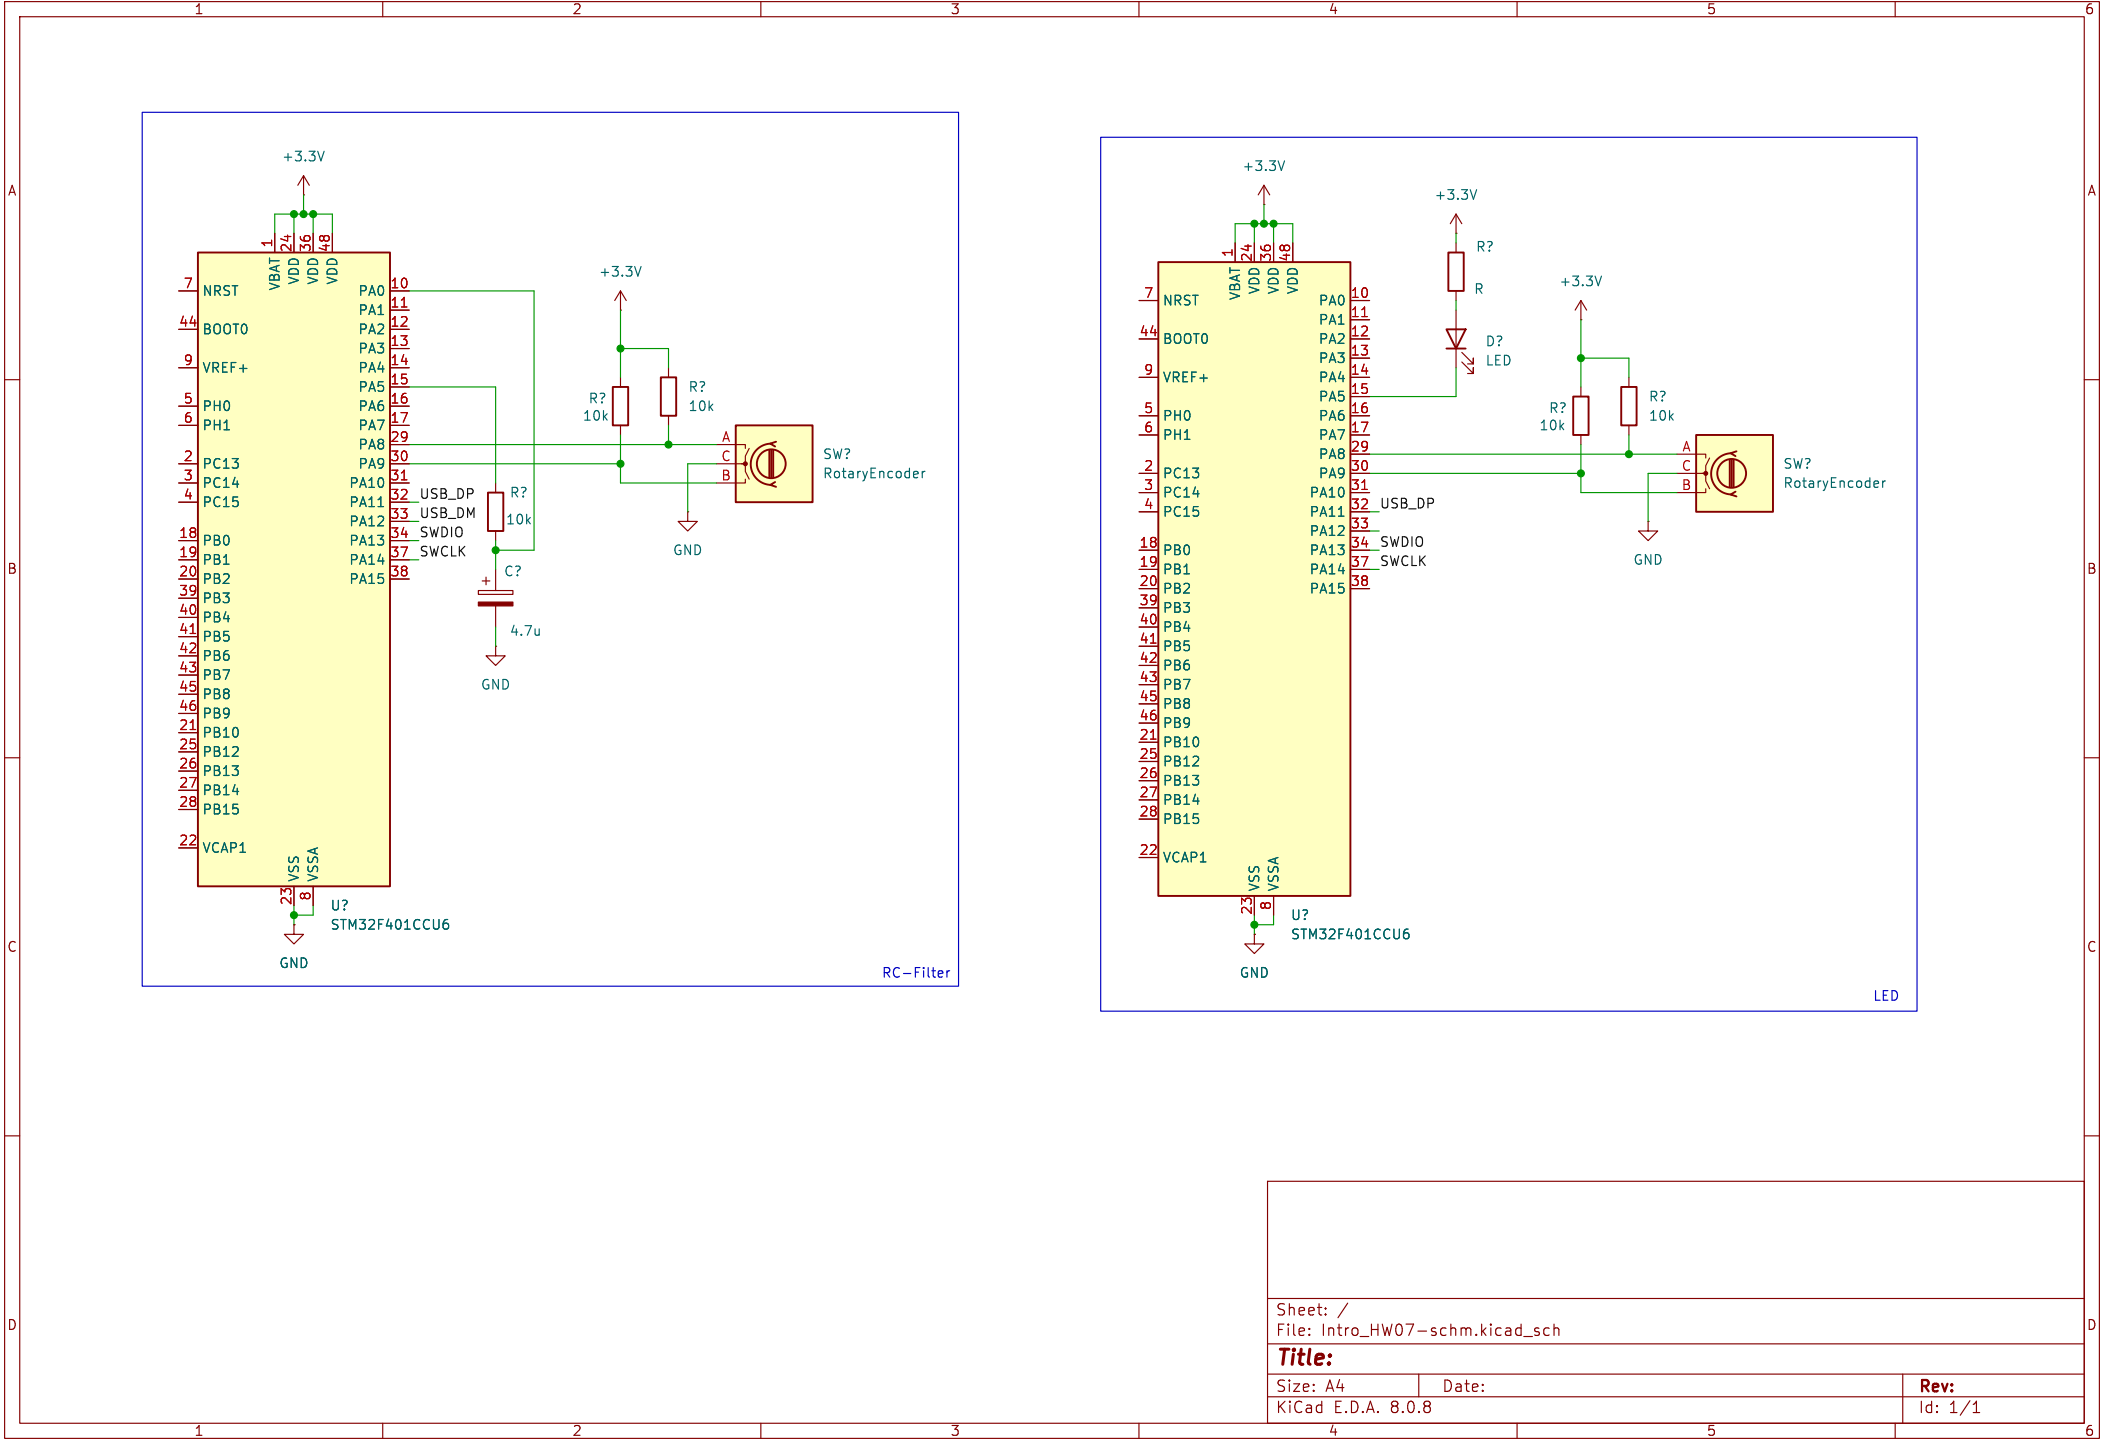 1 2 3 4 5 6
A A
B B
C C
D D
+3.3V
1 24 36 48
VBAT VDD VDD VDD
7 NRST
44 BOOT0
9 VREF+
5 PH0
6 PH1
2 PC13
3 PC14
4 PC15
18 PB0
19 PB1
20 PB2
39 PB3
40 PB4
41 PB5
42 PB6
43 PB7
45 PB8
46 PB9
21 PB10
25 PB12
26 PB13
27 PB14
28 PB15
22 VCAP1
PA0 10
PA1 11
PA2 12
PA3 13
PA4 14
PA5 15
PA6 16
PA7 17
PA8 29
PA9 30
PA10 31
PA11 32 USB_DP
PA12 33 USB_DM
PA13 34 SWDIO
PA14 37 SWCLK
PA15 38
VSS VSSA
23 8
U?
STM32F401CCU6
GND
R?
10k
C?
+
4.7u
GND
+3.3V
R?
10k
R?
10k
A
C
B
SW?
RotaryEncoder
GND
RC-Filter
+3.3V
1 24 36 48
VBAT VDD VDD VDD
7 NRST
44 BOOT0
9 VREF+
5 PH0
6 PH1
2 PC13
3 PC14
4 PC15
18 PB0
19 PB1
20 PB2
39 PB3
40 PB4
41 PB5
42 PB6
43 PB7
45 PB8
46 PB9
21 PB10
25 PB12
26 PB13
27 PB14
28 PB15
22 VCAP1
PA0 10
PA1 11
PA2 12
PA3 13
PA4 14
PA5 15
PA6 16
PA7 17
PA8 29
PA9 30
PA10 31
PA11 32 USB_DP
PA12 33
PA13 34 SWDIO
PA14 37 SWCLK
PA15 38
VSS VSSA
23 8
U?
STM32F401CCU6
GND
+3.3V
R?
R
D?
LED
+3.3V
R?
10k
R?
10k
A
C
B
SW?
RotaryEncoder
GND
LED
Sheet: /
File: Intro_HW07-schm.kicad_sch
Title:
Size: A4 Date: Rev:
KiCad E.D.A. 8.0.8 Id: 1/1
1 2 3 4 5 6